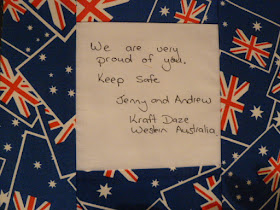 We are very
proud of you.
Keep Safe
Jenny and Andrew
Kraft Daze
Western Australia